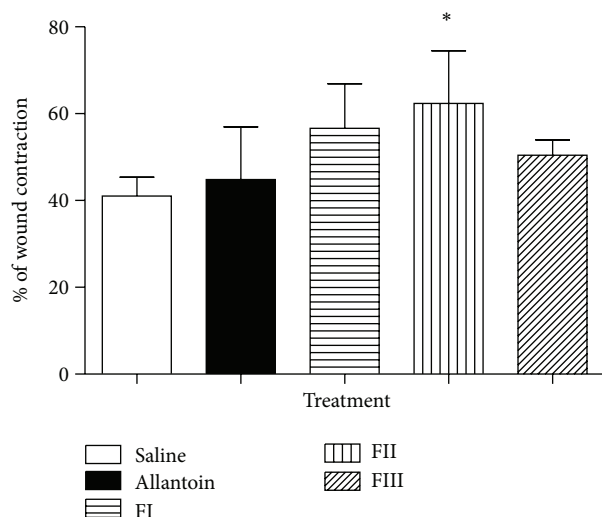 *
80
60
40
20
0
% of wound contraction
Treatment
Saline
Allantoin
FI
FII
FIII